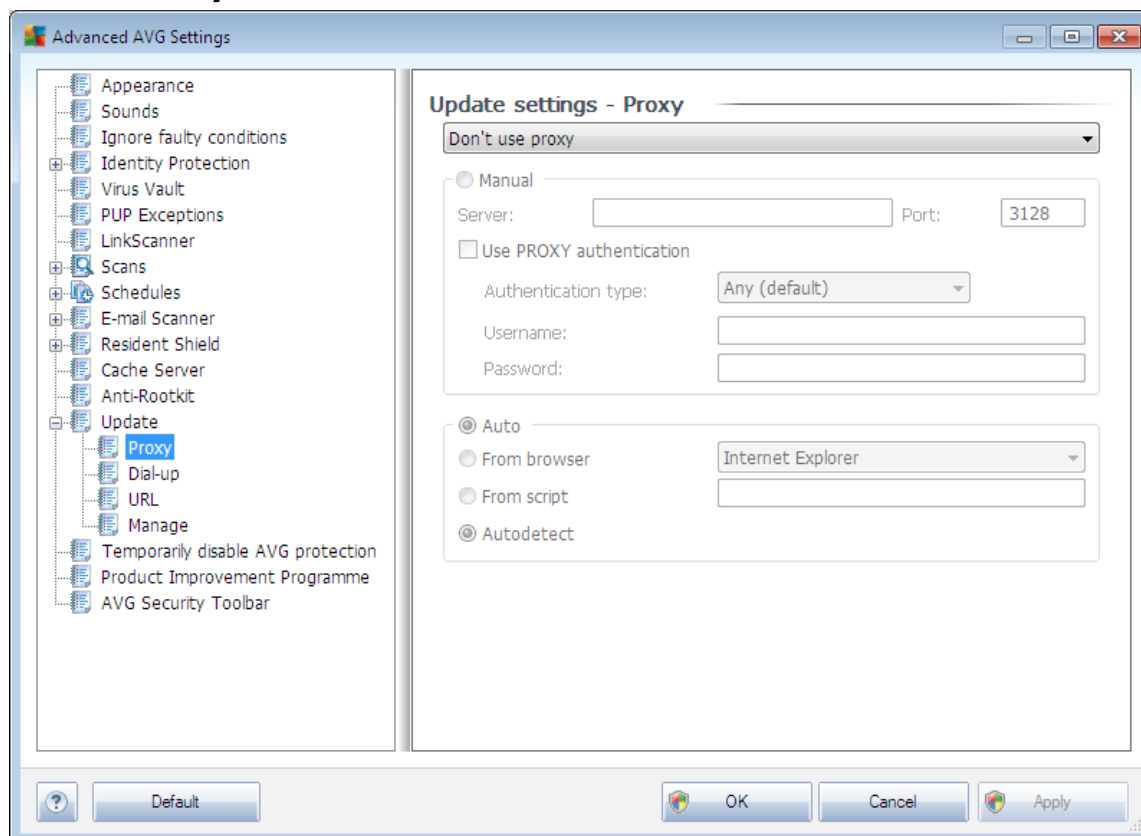 Advanced AVG Settings
Appearance
Sounds
Ignore faulty conditions
Identity Protection
Virus Vault
PUP Exceptions
LinkScanner
Scans
Schedules
E-mail Scanner
Resident Shield
Cache Server
Anti-Rootkit
Update
Proxy
Dial-up
URL
Manage
Temporarily disable AVG protection
Product Improvement Programme
AVG Security Toolbar
Update settings - Proxy
Don't use proxy
Manual
Server: Port: 3128
Use PROXY authentication
Authentication type: Any (default)
Username:
Password:
Auto
From browser Internet Explorer
From script
Autodetect
? Default OK Cancel Apply